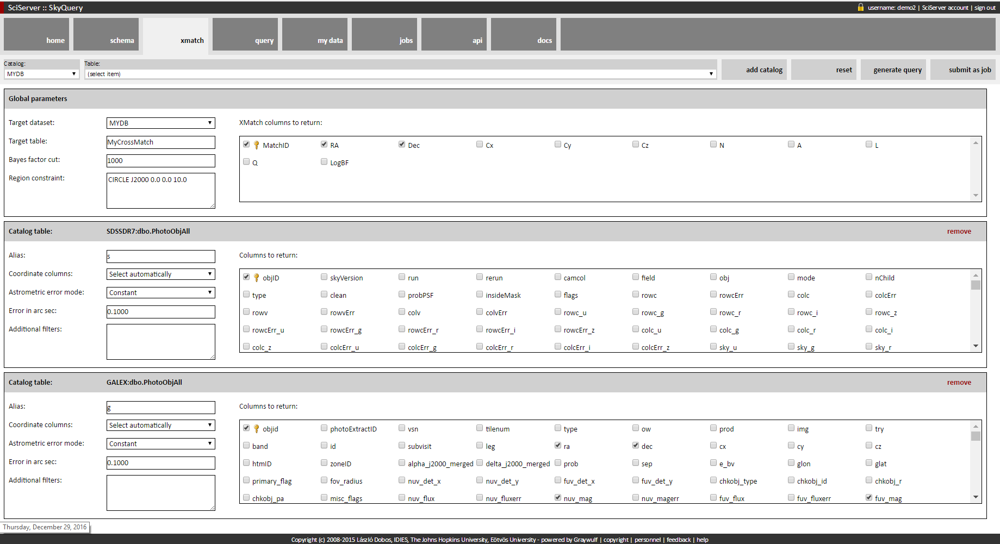 SciServer :: SkyQuery
username: demo2 | SciServer account | sign out
home schema xmatch query my data jobs api docs
Catalog: Table:
MYDB (select item) add catalog reset generate query submit as job
Global parameters
Target dataset: MYDB XMatch columns to return:
Target table: MyCrossMatch MatchID RA Dec Cx Cy Cz N A L
Bayes factor cut: 1000 Q LogBF
Region constraint: CIRCLE J2000 0.0 0.0 10.0
Catalog table: SDSSDR7:dbo.PhotoObjAll remove
Alias: s Columns to return:
Coordinate columns: Select automatically objID skyVersion run rerun camcol field obj mode nChild
Astrometric error mode: Constant type clean probPSF insideMask flags rowc rowcErr colc colcErr
Error in arc sec: 0.1000 rowv rowvErr colv colvErr rowc_u rowc_g rowc_r rowc_i rowc_z
Additional filters: rowcErr_u rowcErr_g rowcErr_r rowcErr_i rowcErr_z colc_u colc_g colc_r colc_i
colc_z colcErr_u colcErr_g colcErr_r colcErr_i colcErr_z sky_u sky_g sky_r
Catalog table: GALEX:dbo.PhotoObjAll remove
Alias: g Columns to return:
Coordinate columns: Select automatically objid photoExtractID vsn tilenum type ow prod img try
Astrometric error mode: Constant band id subvisit leg ra dec cx cy cz
Error in arc sec: 0.1000 htmID zoneID alpha_j2000_merged delta_j2000_merged prob sep e_bv glon glat
Additional filters: primary_flag fov_radius nuv_det_x nuv_det_y fuv_det_x fuv_det_y chkobj_type chkobj_id chkobj_r
chkobj_pa misc_flags nuv_flux nuv_fluxerr nuv_mag nuv_magerr fuv_flux fuv_fluxerr fuv_mag
Thursday, December 29, 2016
Copyright (c) 2008-2015 László Dobos, IDIES, The Johns Hopkins University, Eötvös University - powered by Graywulf | copyright | personnel | feedback | help